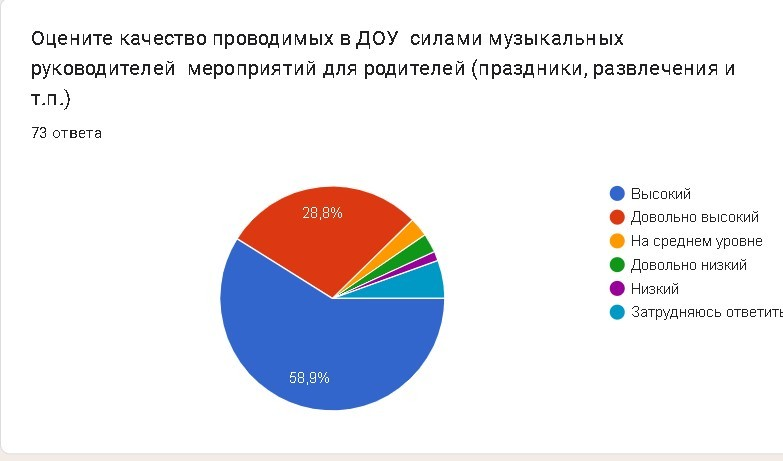 Оцените качество проводимых в ДОУ силами музыкальных
руководителей мероприятий для родителей (праздники, развлечения и
т.п.)
73 ответа
28,8%
58,9%
Высокий
Довольно высокий
На среднем уровне
Довольно низкий
Низкий
Затрудняюсь ответить